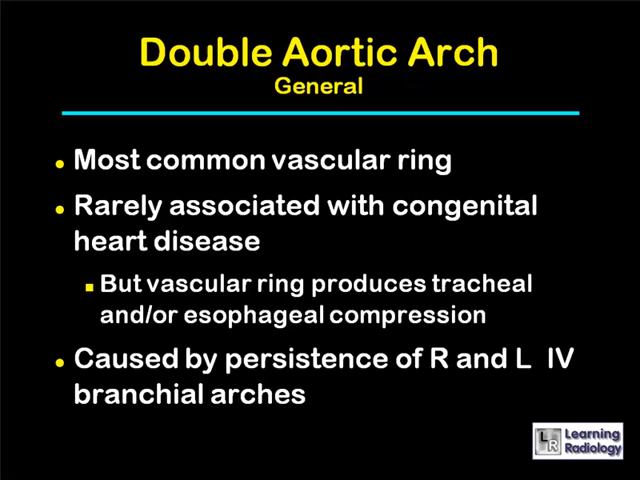 Double Aortic Arch
General
• Most common vascular ring
• Rarely associated with congenital
heart disease
▪ But vascular ring produces tracheal
and/or esophageal compression
• Caused by persistence of R and L IV
branchial arches
LR Learning
Radiology